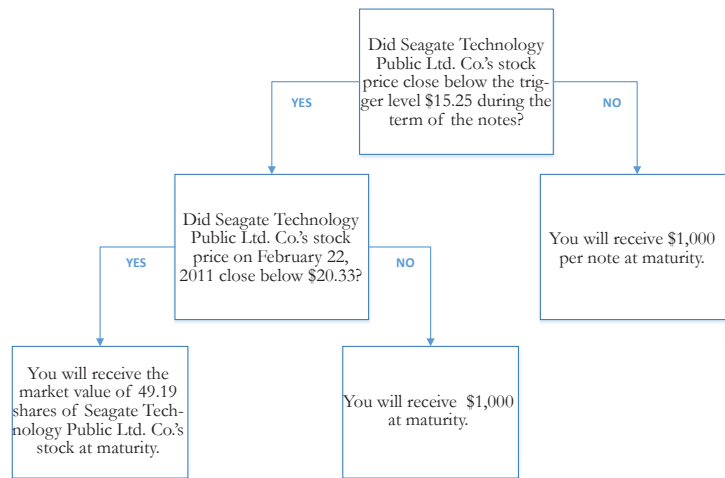 Did Seagate Technology
Public Ltd. Co.'s stock
price close below the trig-
ger level $15.25 during the
term of the notes?
YES
NO
Did Seagate Technology
Public Ltd. Co.'s stock
price on February 22,
2011 close below $20.33?
You will receive $1,000
per note at maturity.
YES
NO
You will receive the
market value of 49.19
shares of Seagate Tech-
nology Public Ltd. Co.'s
stock at maturity.
You will receive $1,000
at maturity.